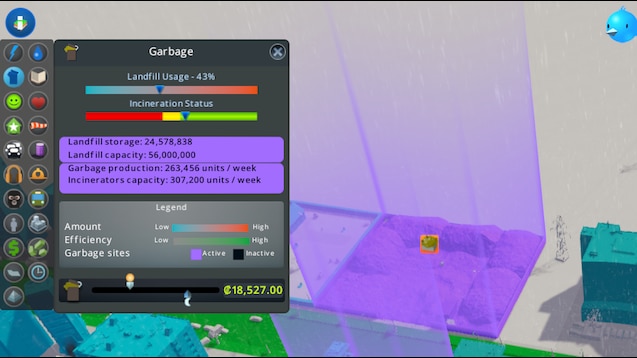 Garbage
Landfill Usage - 43%
Incineration Status
Landfill storage: 24,578,838
Landfill capacity: 56,000,000
Garbage production: 263,456 units / week
Incinerators capacity: 307,200 units / week
Legend
Amount Low High
Efficiency Low High
Garbage sites Active Inactive
₡18,527.00